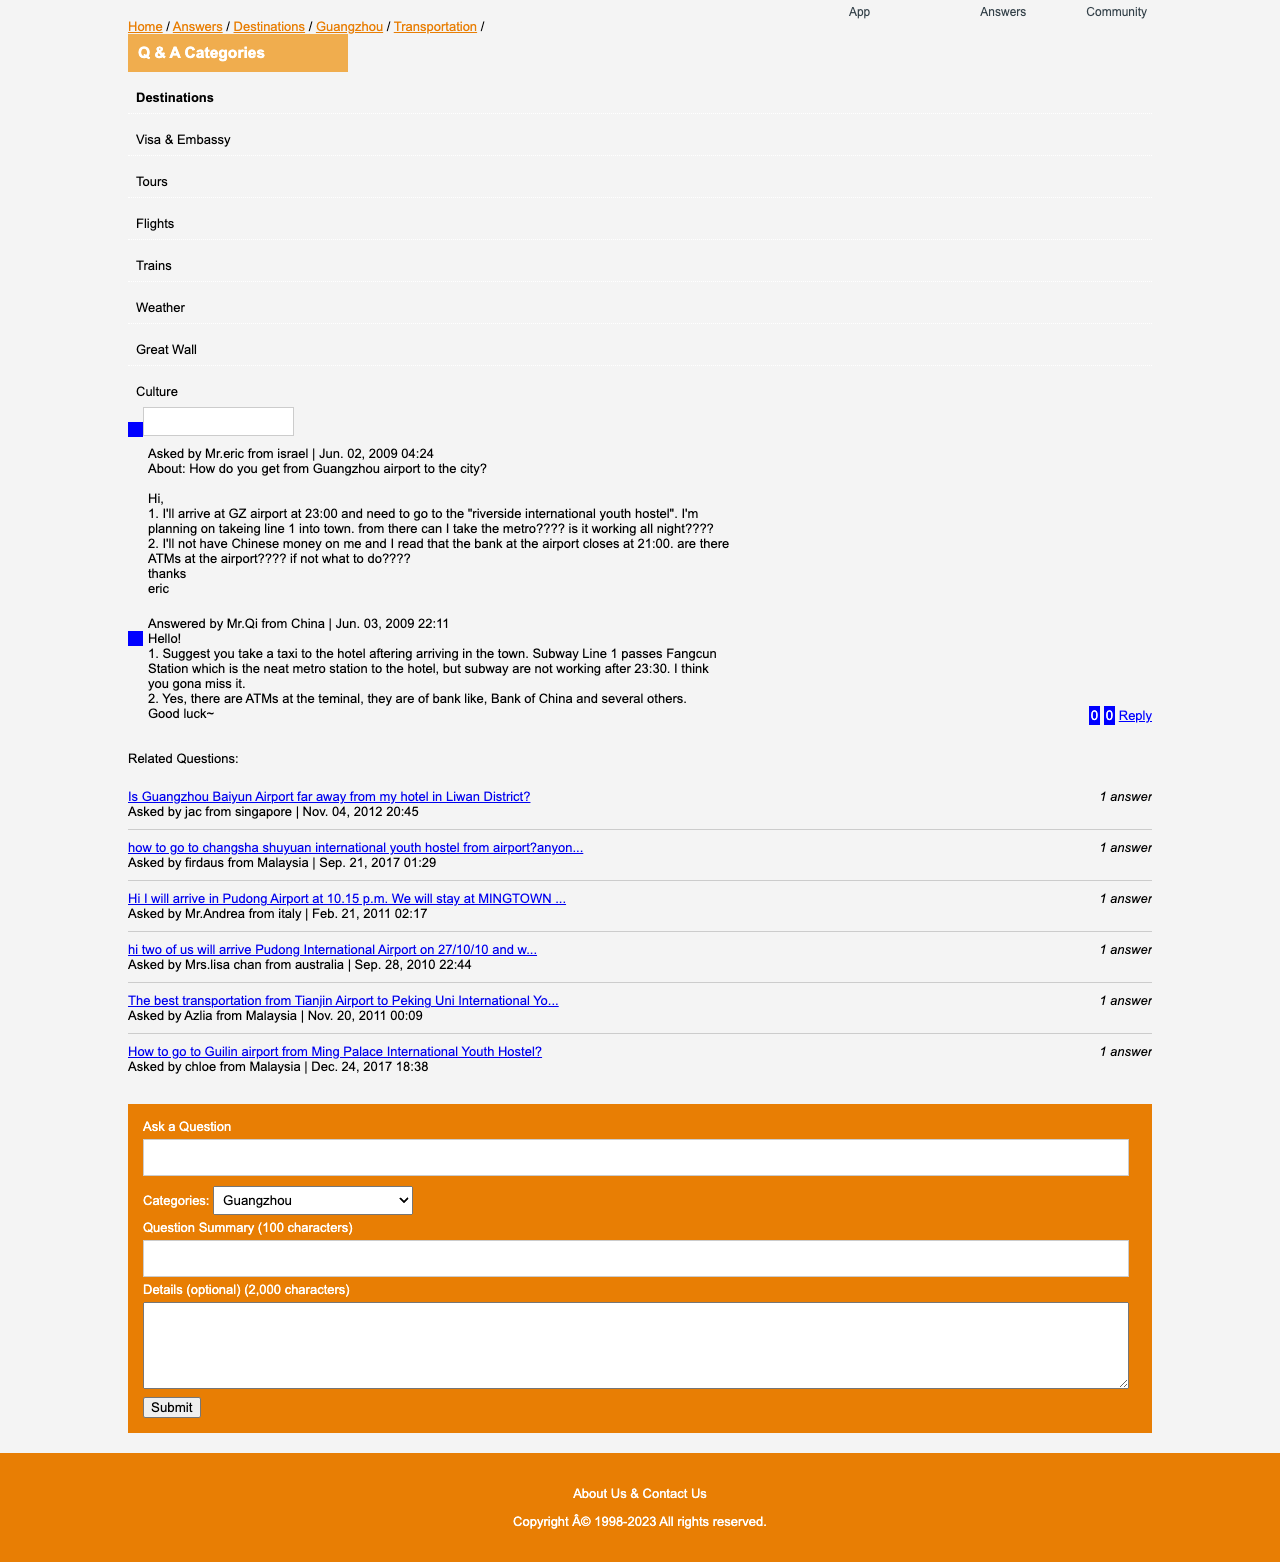 App Answers Community
Home / Answers / Destinations / Guangzhou / Transportation /
Q & A Categories
Destinations
Visa & Embassy
Tours
Flights
Trains
Weather
Great Wall
Culture
Asked by Mr.eric from israel | Jun. 02, 2009 04:24
About: How do you get from Guangzhou airport to the city?
Hi,
1. I'll arrive at GZ airport at 23:00 and need to go to the "riverside international youth hostel". I'm
planning on takeing line 1 into town. from there can I take the metro???? is it working all night????
2. I'll not have Chinese money on me and I read that the bank at the airport closes at 21:00. are there
ATMs at the airport???? if not what to do????
thanks
eric
Answered by Mr.Qi from China | Jun. 03, 2009 22:11
Hello!
1. Suggest you take a taxi to the hotel aftering arriving in the town. Subway Line 1 passes Fangcun
Station which is the neat metro station to the hotel, but subway are not working after 23:30. I think
you gona miss it.
2. Yes, there are ATMs at the teminal, they are of bank like, Bank of China and several others.
Good luck~
0 0 Reply
Related Questions:
Is Guangzhou Baiyun Airport far away from my hotel in Liwan District? 1 answer
Asked by jac from singapore | Nov. 04, 2012 20:45
how to go to changsha shuyuan international youth hostel from airport?anyon... 1 answer
Asked by firdaus from Malaysia | Sep. 21, 2017 01:29
Hi I will arrive in Pudong Airport at 10.15 p.m. We will stay at MINGTOWN ... 1 answer
Asked by Mr.Andrea from italy | Feb. 21, 2011 02:17
hi two of us will arrive Pudong International Airport on 27/10/10 and w... 1 answer
Asked by Mrs.lisa chan from australia | Sep. 28, 2010 22:44
The best transportation from Tianjin Airport to Peking Uni International Yo... 1 answer
Asked by Azlia from Malaysia | Nov. 20, 2011 00:09
How to go to Guilin airport from Ming Palace International Youth Hostel? 1 answer
Asked by chloe from Malaysia | Dec. 24, 2017 18:38
Ask a Question
Categories: Guangzhou
Question Summary (100 characters)
Details (optional) (2,000 characters)
Submit
About Us & Contact Us
Copyright Â© 1998-2023 All rights reserved.